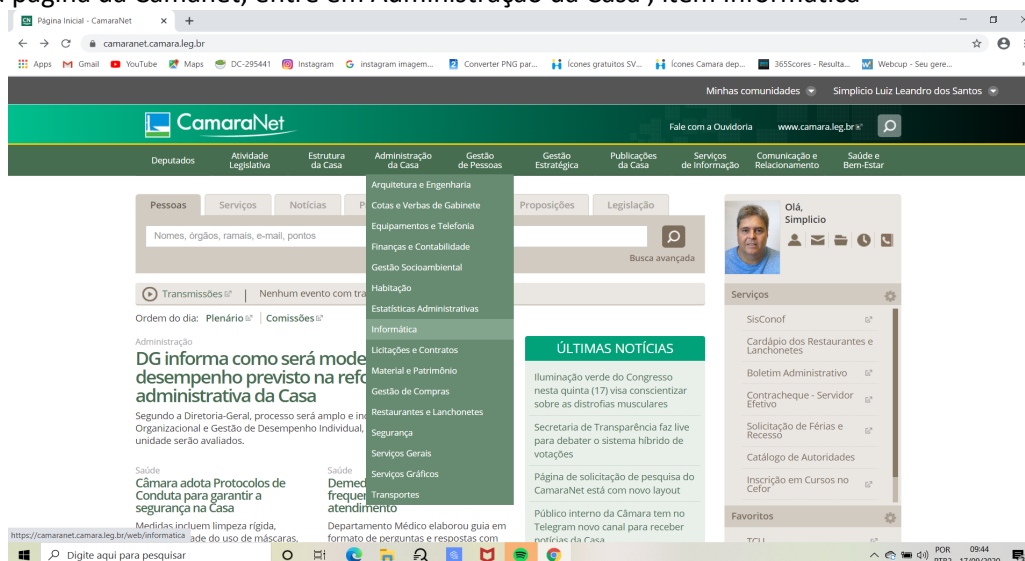 página da Camanet, entre em Administração da Casa , item Informática
Página Inicial - CamaraNet
camaranet.camara.leg.br
Apps Gmail YouTube Maps DC-295441 Instagram instagram imagem... Converter PNG par... Ícones gratuitos SV... Ícones Camara dep... 365Scores - Resulta... Webcup - Seu gere...
Minhas comunidades Simplicio Luiz Leandro dos Santos
CamaraNet
Fale com a Ouvidoria www.camara.leg.br
Deputados
Atividade Legislativa
Estrutura da Casa
Administração da Casa
Gestão de Pessoas
Gestão Estratégica
Publicações da Casa
Serviços de Informação
Comunicação e Relacionamento
Saúde e Bem-Estar
Arquitetura e Engenharia
Cotas e Verbas de Gabinete
Equipamentos e Telefonia
Finanças e Contabilidade
Gestão Socioambiental
Habitação
Estatísticas Administrativas
Informática
Licitações e Contratos
Material e Patrimônio
Gestão de Compras
Restaurantes e Lanchonetes
Segurança
Serviços Gerais
Serviços Gráficos
Transportes
Pessoas Serviços Notícias P Proposições Legislação
Nomes, órgãos, ramais, e-mail, pontos
Busca avançada
Transmissões | Nenhum evento com tra
Ordem do dia: Plenário | Comissões
Administração
DG informa como será mode
desempenho previsto na refo
administrativa da Casa
Segundo a Diretoria-Geral, processo será amplo e in
Organizacional e Gestão de Desempenho Individual,
unidade serão avaliados.
Saúde
Câmara adota Protocolos de
Conduta para garantir a
segurança na Casa
Medidas incluem limpeza rígida,
ade do uso de máscaras,
Saúde
Demed
frequen
atendimento
Departamento Médico elaborou guia em
formato de perguntas e respostas com
ÚLTIMAS NOTÍCIAS
Iluminação verde do Congresso
nesta quinta (17) visa conscientizar
sobre as distrofias musculares
Secretaria de Transparência faz live
para debater o sistema híbrido de
votações
Página de solicitação de pesquisa do
CamaraNet está com novo layout
Público interno da Câmara tem no
Telegram novo canal para receber
notícias da Casa
Olá,
Simplicio
Serviços
SisConof
Cardápio dos Restaurantes e
Lanchonetes
Boletim Administrativo
Contracheque - Servidor
Efetivo
Solicitação de Férias e
Recesso
Catálogo de Autoridades
Inscrição em Cursos no
Cefor
Favoritos
TCU
https://camaranet.camara.leg.br/web/informatica
Digite aqui para pesquisar
POR
PTB2
09:44
17/09/2020